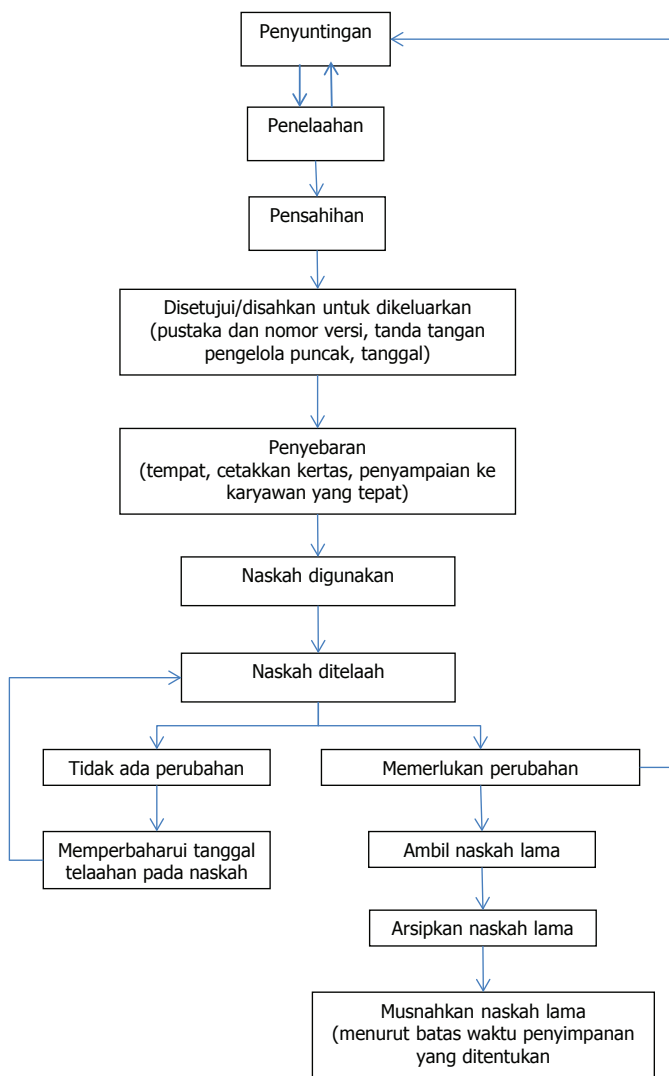 Penyuntingan
Penelaahan
Pensahihan
Disetujui/disahkan untuk dikeluarkan
(pustaka dan nomor versi, tanda tangan
pengelola puncak, tanggal)
Penyebaran
(tempat, cetakkan kertas, penyampaian ke
karyawan yang tepat)
Naskah digunakan
Naskah ditelaah
Tidak ada perubahan
Memerlukan perubahan
Memperbaharui tanggal
telaahan pada naskah
Ambil naskah lama
Arsipkan naskah lama
Musnahkan naskah lama
(menurut batas waktu penyimpanan
yang ditentukan